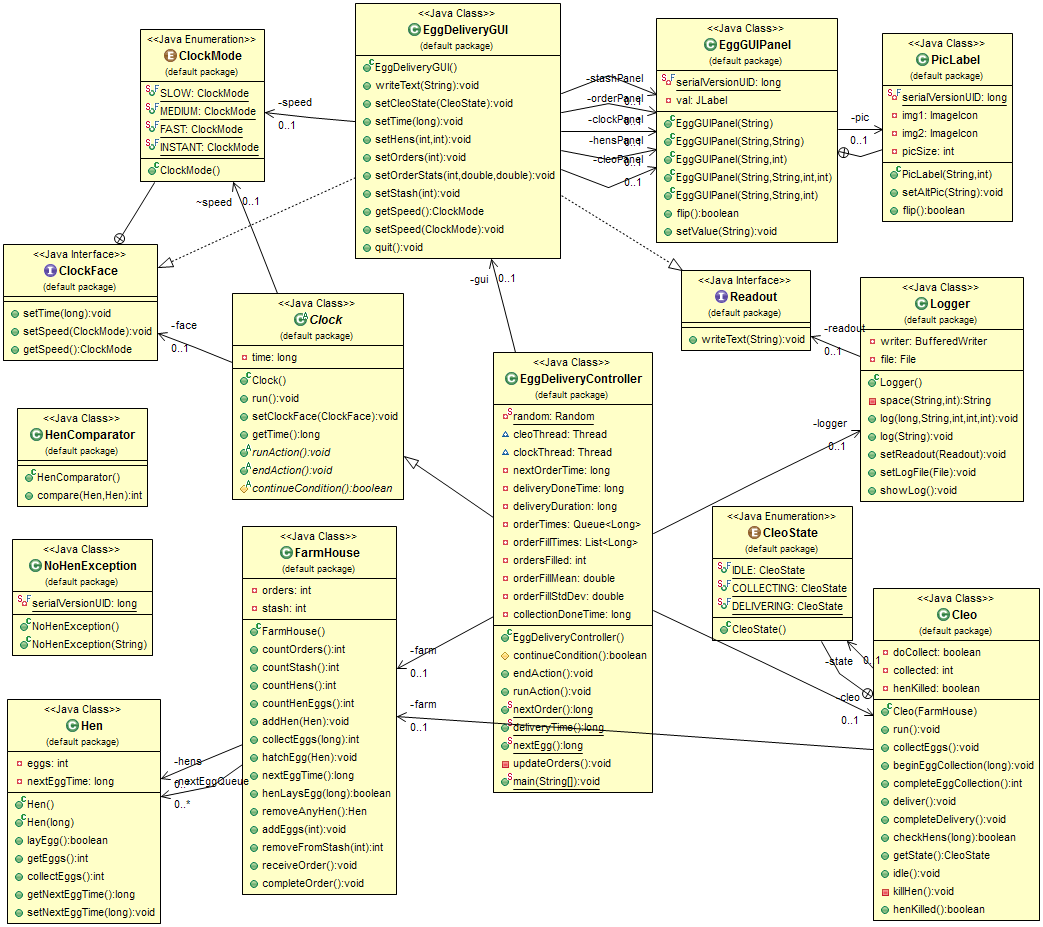 <<Java Enumeration>>
ClockMode
(default package)
SLOW: ClockMode
MEDIUM: ClockMode
FAST: ClockMode
INSTANT: ClockMode
ClockMode()
<<Java Class>>
EggDeliveryGUI
(default package)
EggDeliveryGUI()
writeText(String):void
setCleoState(CleoState):void
setTime(long):void
setHens(int,int):void
setOrders(int):void
setOrderStats(int,double,double):void
setStash(int):void
getSpeed():ClockMode
setSpeed(ClockMode):void
quit():void
<<Java Class>>
EggGUIPanel
(default package)
serialVersionUID: long
val: JLabel
EggGUIPanel(String)
EggGUIPanel(String,String)
EggGUIPanel(String,int)
EggGUIPanel(String,String,int,int)
EggGUIPanel(String,String,int)
flip():boolean
setValue(String):void
<<Java Class>>
PicLabel
(default package)
serialVersionUID: long
img1: ImageIcon
img2: ImageIcon
picSize: int
PicLabel(String,int)
setAltPic(String):void
flip():boolean
-speed
0..1
-stashPanel
-orderPanel
0..1
-clockPanel
0..1
-hensPanel
0..1
-cleoPanel
0..1
0..1
-pic
0..1
~speed
0..1
<<Java Interface>>
ClockFace
(default package)
setTime(long):void
setSpeed(ClockMode):void
getSpeed():ClockMode
-face
0..1
<<Java Class>>
Clock
(default package)
time: long
Clock()
run():void
setClockFace(ClockFace):void
getTime():long
runAction():void
endAction():void
continueCondition():boolean
-gui
0..1
<<Java Interface>>
Readout
(default package)
writeText(String):void
-readout
0..1
<<Java Class>>
Logger
(default package)
writer: BufferedWriter
file: File
Logger()
space(String,int):String
log(long,String,int,int,int):void
log(String):void
setReadout(Readout):void
setLogFile(File):void
showLog():void
<<Java Class>>
EggDeliveryController
(default package)
random: Random
cleoThread: Thread
clockThread: Thread
nextOrderTime: long
deliveryDoneTime: long
deliveryDuration: long
orderTimes: Queue<Long>
orderFillTimes: List<Long>
ordersFilled: int
orderFillMean: double
orderFillStdDev: double
collectionDoneTime: long
EggDeliveryController()
continueCondition():boolean
endAction():void
runAction():void
nextOrder():long
deliveryTime():long
nextEgg():long
updateOrders():void
main(String[]):void
-logger
0..1
<<Java Class>>
HenComparator
(default package)
HenComparator()
compare(Hen,Hen):int
<<Java Class>>
NoHenException
(default package)
serialVersionUID: long
NoHenException()
NoHenException(String)
<<Java Class>>
FarmHouse
(default package)
orders: int
stash: int
FarmHouse()
countOrders():int
countStash():int
countHens():int
countHenEggs():int
addHen(Hen):void
collectEggs(long):int
hatchEgg(Hen):void
nextEggTime():long
henLaysEgg(long):boolean
removeAnyHen():Hen
addEggs(int):void
removeFromStash(int):int
receiveOrder():void
completeOrder():void
-farm
0..1
-farm
0..1
<<Java Enumeration>>
CleoState
(default package)
IDLE: CleoState
COLLECTING: CleoState
DELIVERING: CleoState
CleoState()
-state
0..1
-cleo
0..1
<<Java Class>>
Cleo
(default package)
doCollect: boolean
collected: int
henKilled: boolean
Cleo(FarmHouse)
run():void
collectEggs():void
beginEggCollection(long):void
completeEggCollection():int
deliver():void
completeDelivery():void
checkHens(long):boolean
getState():CleoState
idle():void
killHen():void
henKilled():boolean
<<Java Class>>
Hen
(default package)
eggs: int
nextEggTime: long
Hen()
Hen(long)
layEgg():boolean
getEggs():int
collectEggs():int
getNextEggTime():long
setNextEggTime(long):void
-hens
0..*
-nextEggQueue
0..*